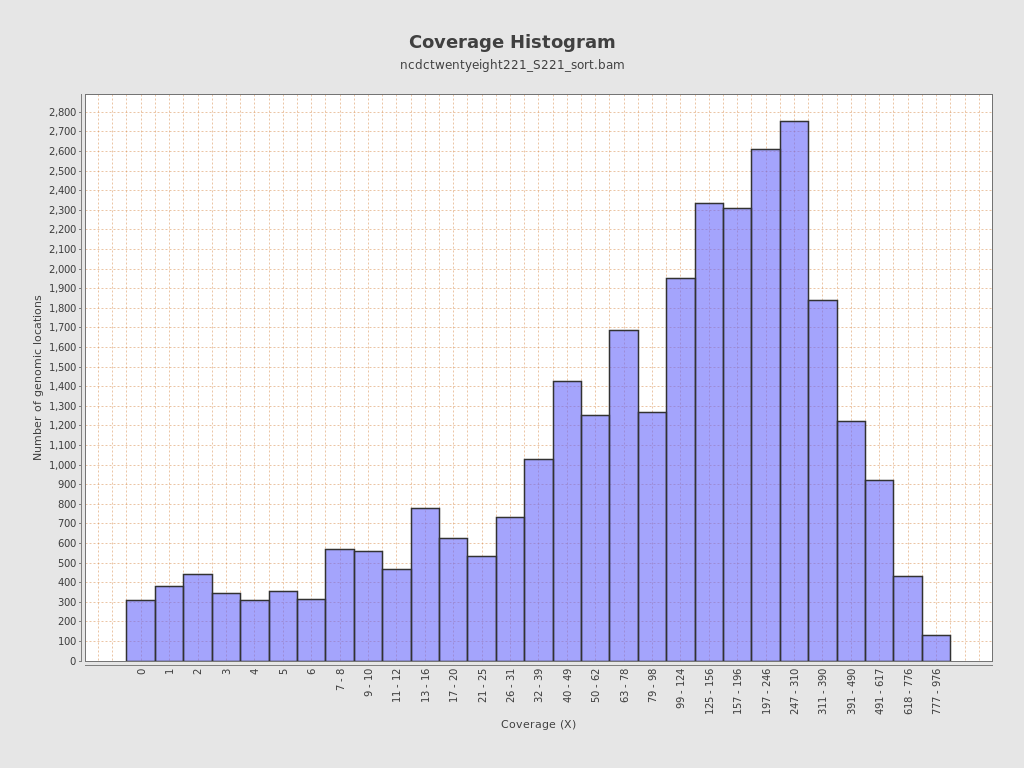 Coverage Histogram
ncdctwentyeight221_S221_sort.bam
Number of genomic locations
2,800
2,700
2,600
2,500
2,400
2,300
2,200
2,100
2,000
1,900
1,800
1,700
1,600
1,500
1,400
1,300
1,200
1,100
1,000
900
800
700
600
500
400
300
200
100
0
0
1
2
3
4
5
6
7 - 8
9 - 10
11 - 12
13 - 16
17 - 20
21 - 25
26 - 31
32 - 39
40 - 49
50 - 62
63 - 78
79 - 98
99 - 124
125 - 156
157 - 196
197 - 246
247 - 310
311 - 390
391 - 490
491 - 617
618 - 776
777 - 976
Coverage (X)